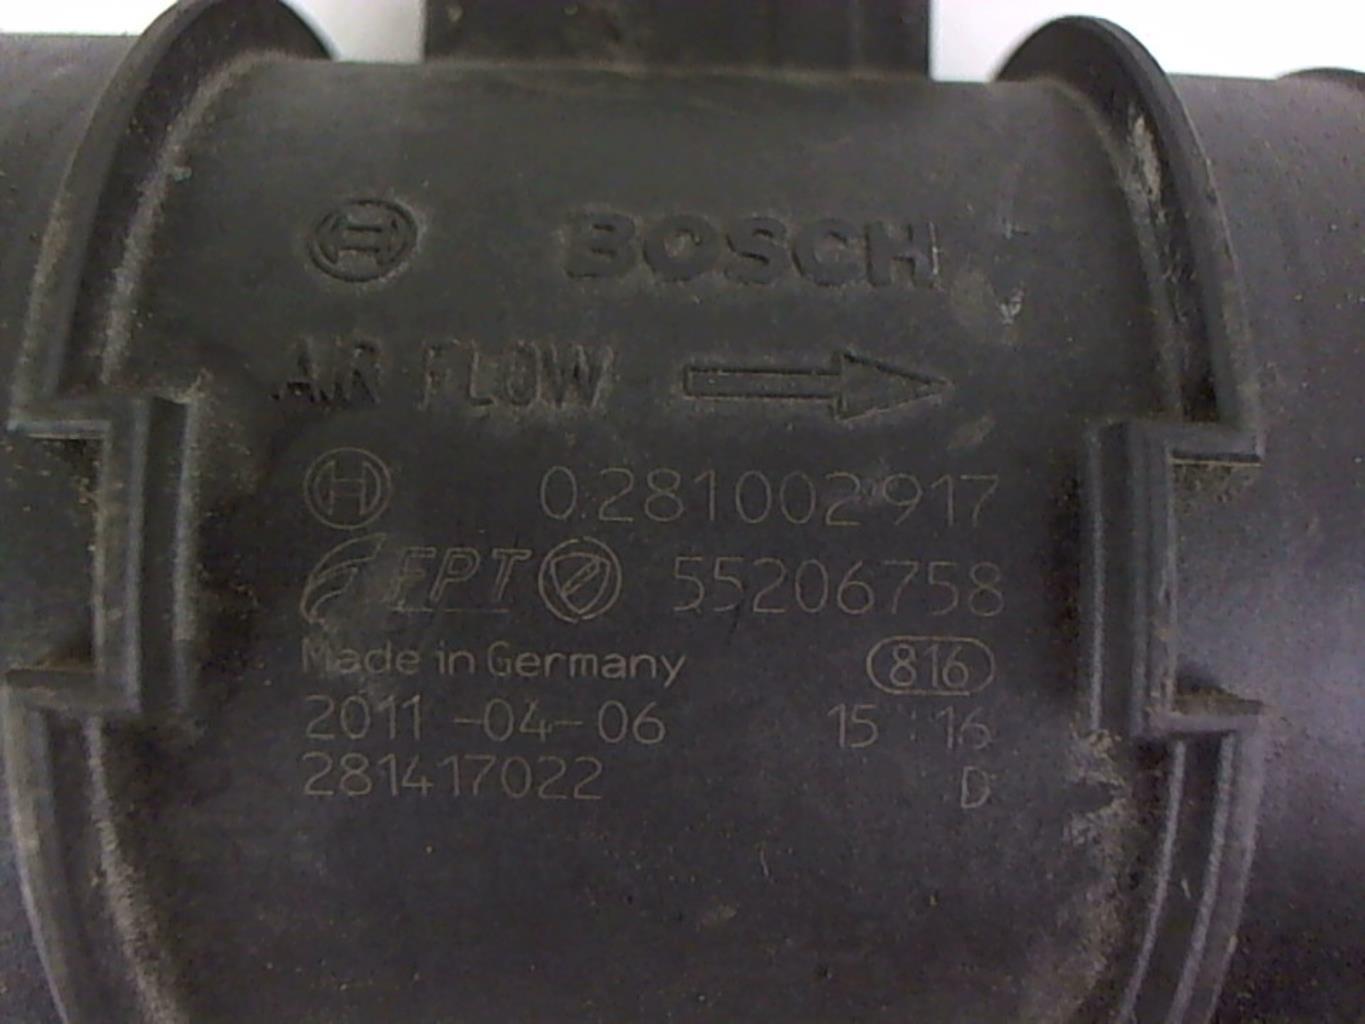 BOSCH
AIR FLOW
0 281 002 917
FPT 55206758
Made in Germany 816
2011-04-06 15:16
281417022 D